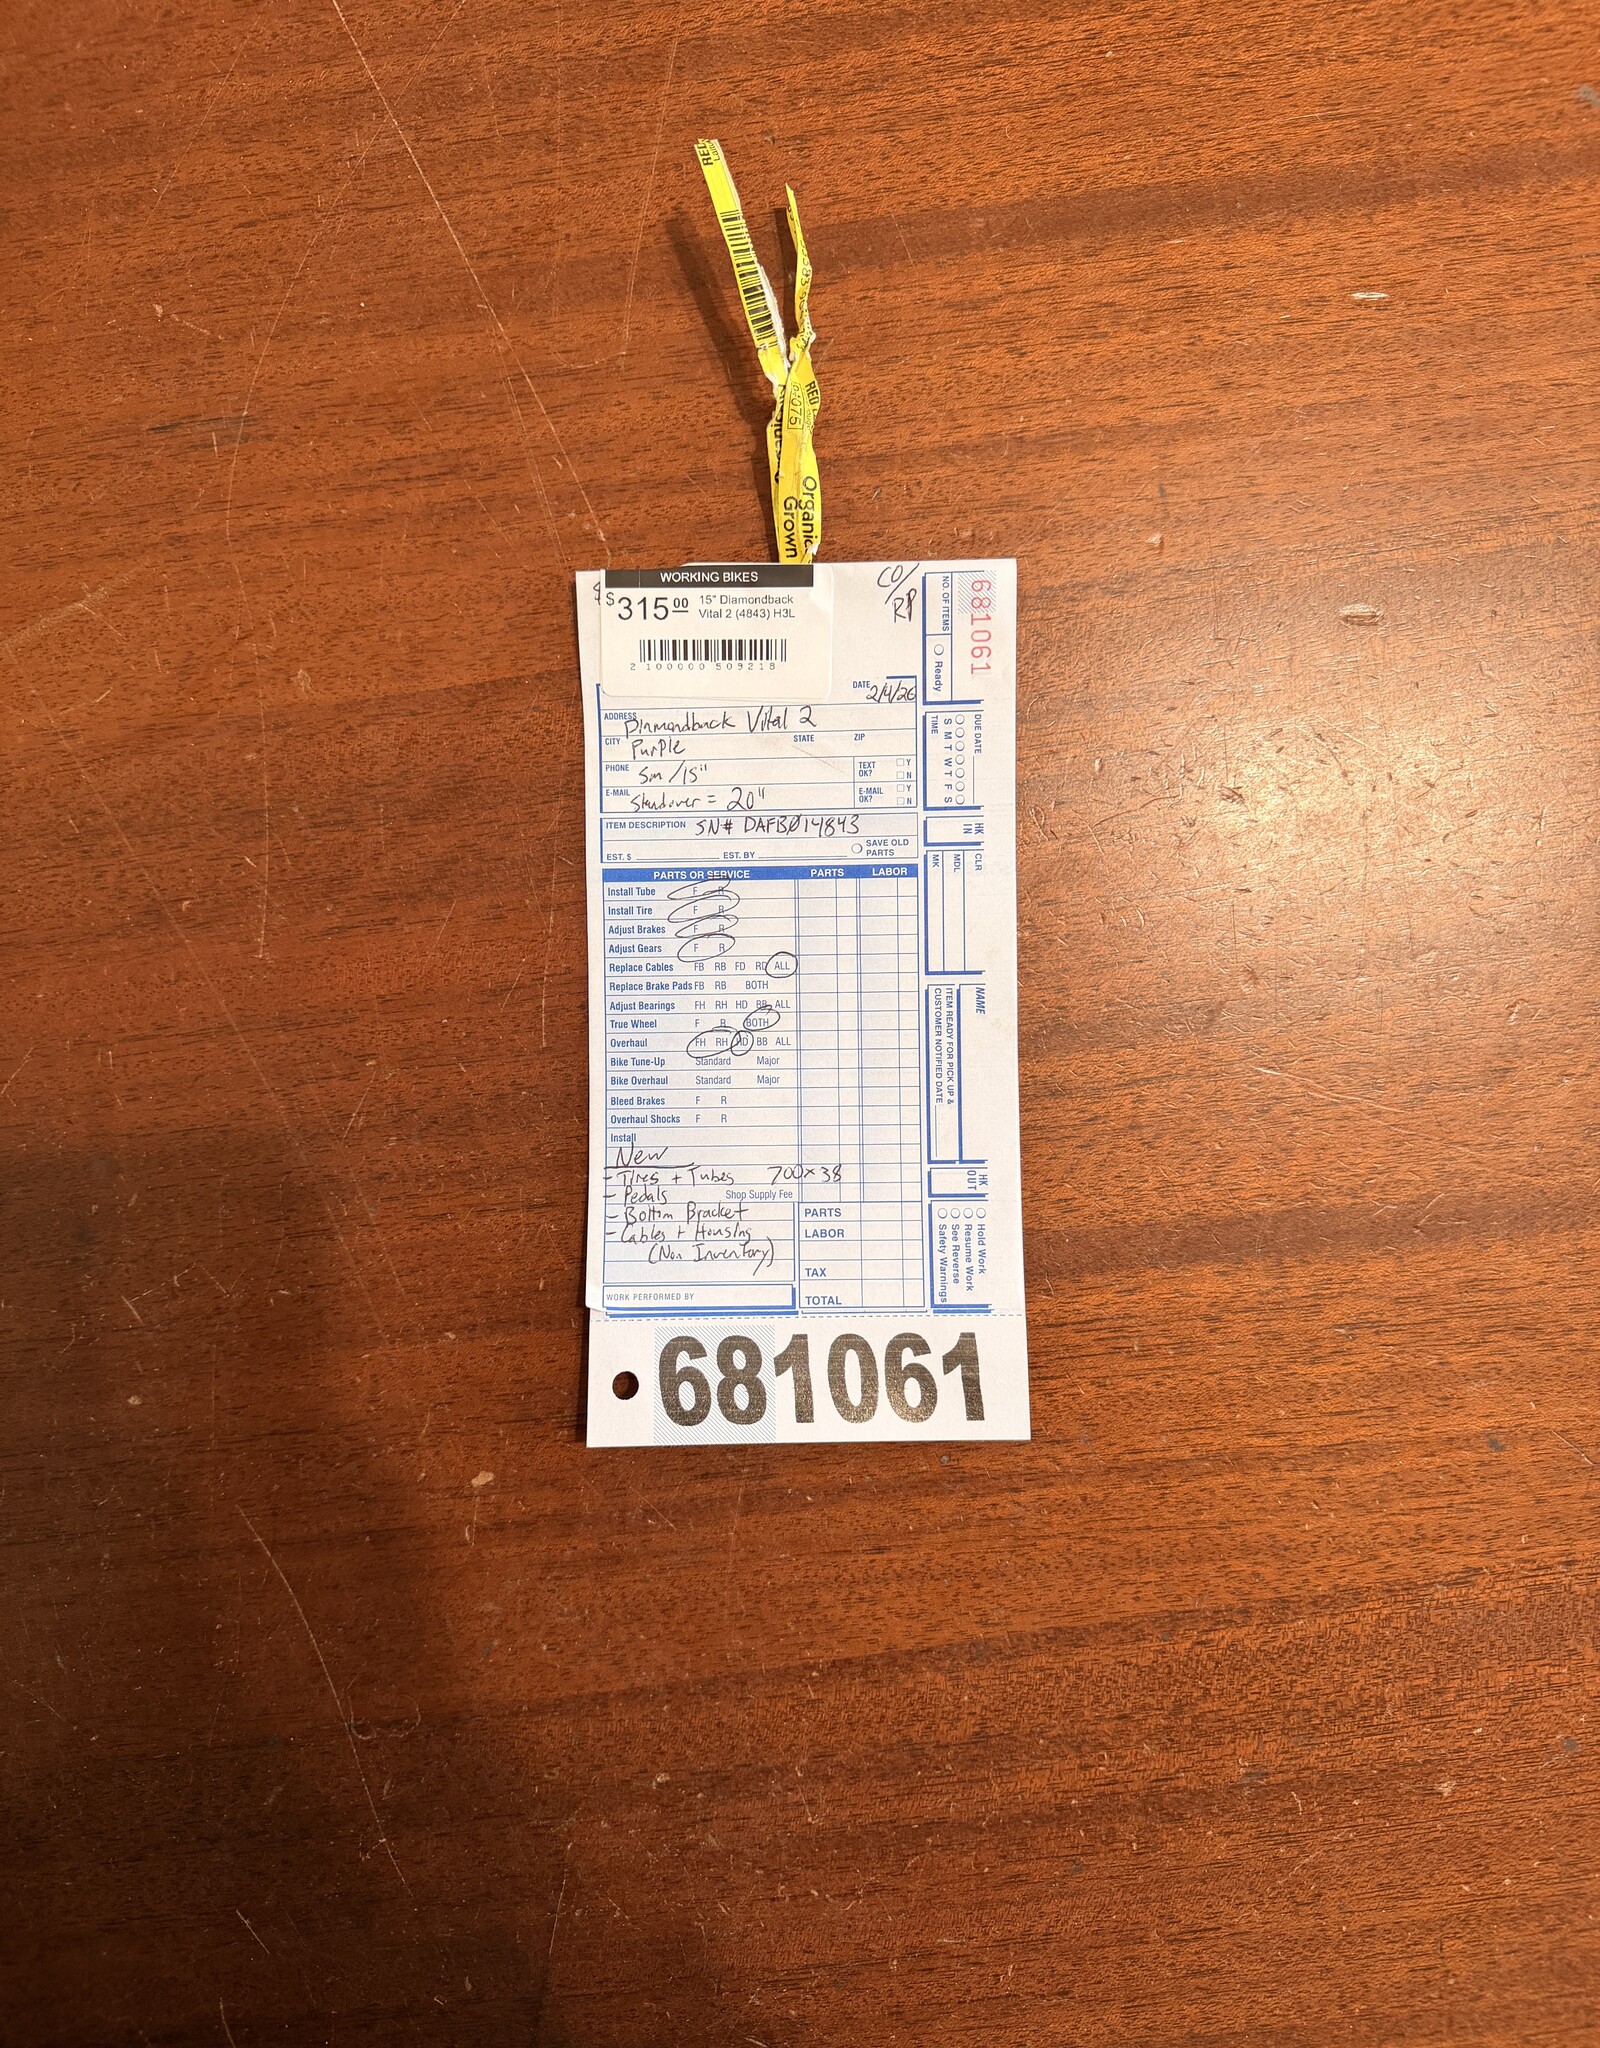 REL
RED
Organic
Grown
WORKING BIKES
$315.00 15" Diamondback
Vital 2 (4843) H3L
2 100000 509218
CO/
RP
DATE 2/4/26
ADDRESS Diamondback Vital 2
CITY Purple STATE ZIP
PHONE Sm/15" TEXT OK? Y N
E-MAIL Standover = 20" E-MAIL OK? Y N
ITEM DESCRIPTION SN# DAFBØ14843
EST. $ EST. BY SAVE OLD PARTS
PARTS OR SERVICE PARTS LABOR
Install Tube F R
Install Tire F R
Adjust Brakes F R
Adjust Gears F R
Replace Cables FB RB FD RD ALL
Replace Brake Pads FB RB BOTH
Adjust Bearings FH RH HD BB ALL
True Wheel F R BOTH
Overhaul FH RH HD BB ALL
Bike Tune-Up Standard Major
Bike Overhaul Standard Major
Bleed Brakes F R
Overhaul Shocks F R
Install
New
- Tires + Tubes 700x38
- Pedals Shop Supply Fee
- Bottom Bracket PARTS
- Cables + Housing LABOR
(Non Inventory)
TAX
WORK PERFORMED BY TOTAL
681061
NO. OF ITEMS Ready
DUE DATE
S M T W T F S
TIME
HK IN
CLR
MDL
MK
NAME
ITEM READY FOR PICK UP &
CUSTOMER NOTIFIED DATE
HK OUT
Hold Work
Resume Work
See Reverse
Safety Warnings
681061